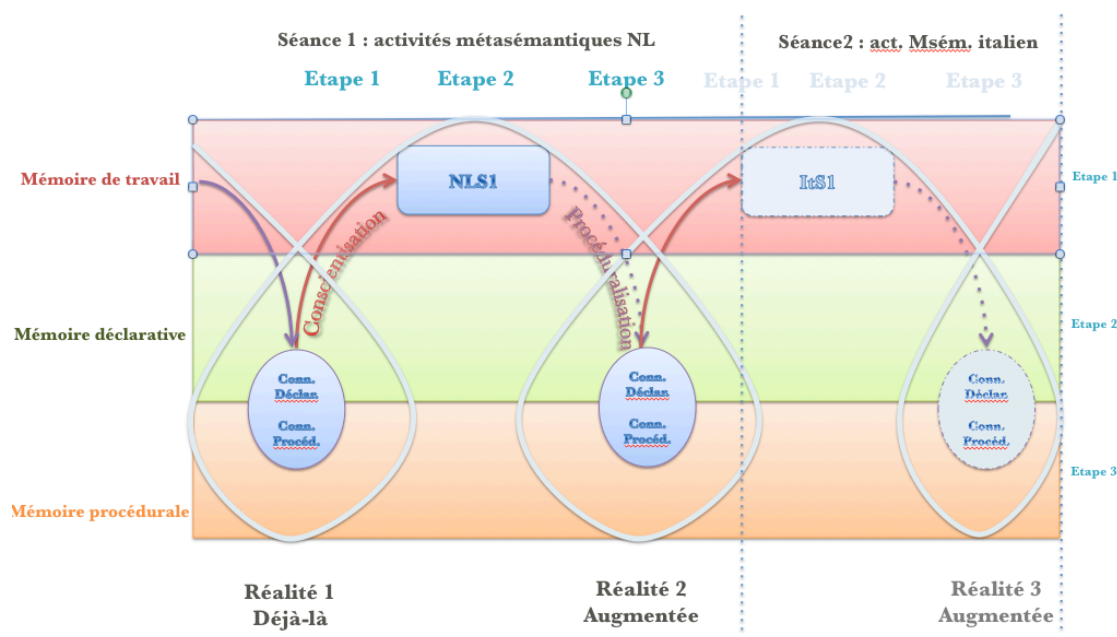 Séance 1 : activités métasémantiques NL
Séance2 : act. Msém. italien
Etape 1
Etape 2
Etape 3
Etape 1
Etape 2
Etape 3
Mémoire de travail
NLS1
ItS1
Etape 1
Conscientisation
Procéduralisation
Mémoire déclarative
Etape 2
Conn.
Déclar.
Conn.
Procéd.
Conn.
Déclar.
Conn.
Procéd.
Conn.
Déclar.
Conn.
Procéd.
Etape 3
Mémoire procédurale
Réalité 1
Déjà-là
Réalité 2
Augmentée
Réalité 3
Augmentée